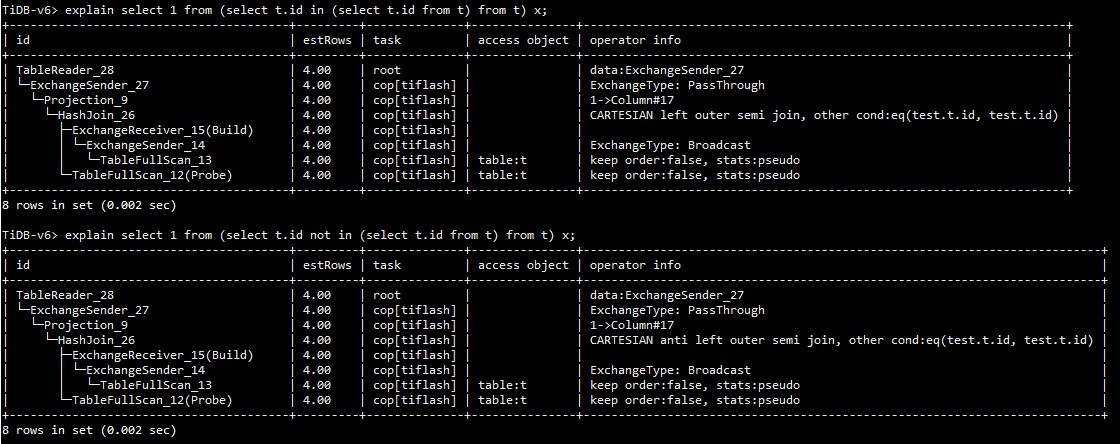 TiDB-v6> explain select 1 from (select t.id in (select t.id from t) from t) x;
+------------------------------------+---------+--------------+---------------+----------------------------------------------------------------+
| id                                 | estRows | task         | access object | operator info                                                  |
+------------------------------------+---------+--------------+---------------+----------------------------------------------------------------+
| TableReader_28                     | 4.00    | root         |               | data:ExchangeSender_27                                         |
| └─ExchangeSender_27                | 4.00    | cop[tiflash] |               | ExchangeType: PassThrough                                      |
|   └─Projection_9                   | 4.00    | cop[tiflash] |               | 1->Column#17                                                   |
|     └─HashJoin_26                  | 4.00    | cop[tiflash] |               | CARTESIAN left outer semi join, other cond:eq(test.t.id, test.t.id) |
|       ├─ExchangeReceiver_15(Build) | 4.00    | cop[tiflash] |               |                                                                |
|       │ └─ExchangeSender_14        | 4.00    | cop[tiflash] |               | ExchangeType: Broadcast                                        |
|       │   └─TableFullScan_13       | 4.00    | cop[tiflash] | table:t       | keep order:false, stats:pseudo                                 |
|       └─TableFullScan_12(Probe)    | 4.00    | cop[tiflash] | table:t       | keep order:false, stats:pseudo                                 |
+------------------------------------+---------+--------------+---------------+----------------------------------------------------------------+
8 rows in set (0.002 sec)
TiDB-v6> explain select 1 from (select t.id not in (select t.id from t) from t) x;
+------------------------------------+---------+--------------+---------------+--------------------------------------------------------------------------+
| id                                 | estRows | task         | access object | operator info                                                            |
+------------------------------------+---------+--------------+---------------+--------------------------------------------------------------------------+
| TableReader_28                     | 4.00    | root         |               | data:ExchangeSender_27                                                   |
| └─ExchangeSender_27                | 4.00    | cop[tiflash] |               | ExchangeType: PassThrough                                                |
|   └─Projection_9                   | 4.00    | cop[tiflash] |               | 1->Column#17                                                             |
|     └─HashJoin_26                  | 4.00    | cop[tiflash] |               | CARTESIAN anti left outer semi join, other cond:eq(test.t.id, test.t.id) |
|       ├─ExchangeReceiver_15(Build) | 4.00    | cop[tiflash] |               |                                                                          |
|       │ └─ExchangeSender_14        | 4.00    | cop[tiflash] |               | ExchangeType: Broadcast                                                  |
|       │   └─TableFullScan_13       | 4.00    | cop[tiflash] | table:t       | keep order:false, stats:pseudo                                           |
|       └─TableFullScan_12(Probe)    | 4.00    | cop[tiflash] | table:t       | keep order:false, stats:pseudo                                           |
+------------------------------------+---------+--------------+---------------+--------------------------------------------------------------------------+
8 rows in set (0.002 sec)